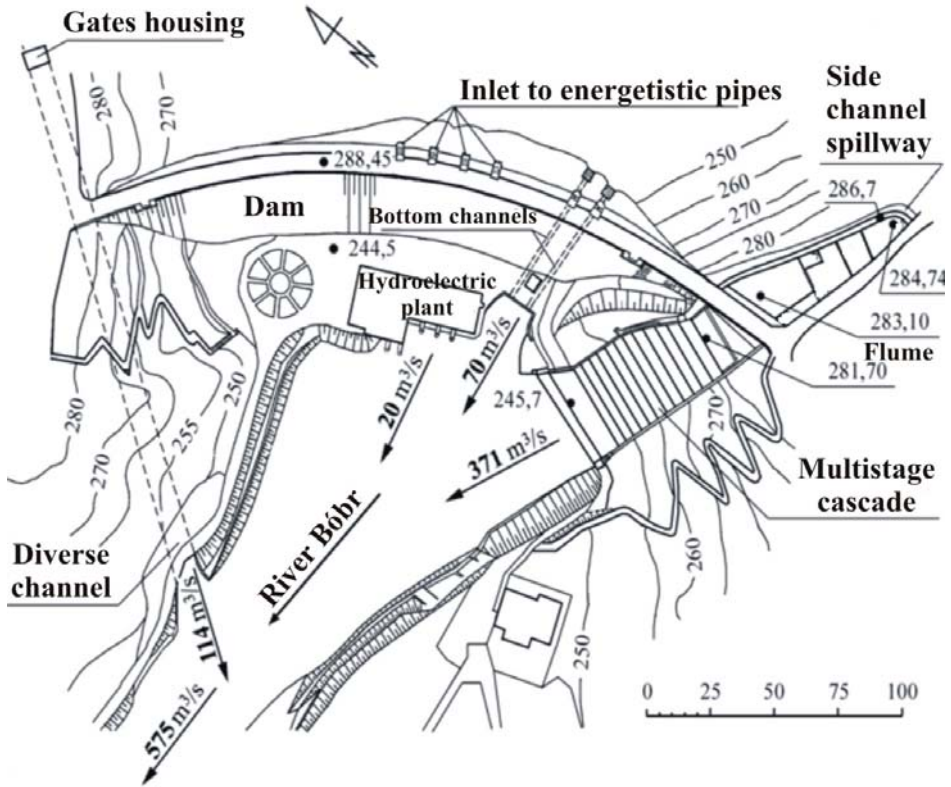 Gates housing
N
Inlet to energetistic pipes
Side
channel
spillway
280
270
288,45
250
260
270
280
286,7
Dam
Bottom channels
244,5
Hydroelectric
plant
284,74
283,10
Flume
281,70
70 m³/s
20 m³/s
245,7
371 m³/s
280
270
255
250
270
260
250
Multistage
cascade
Diverse
channel
River Bóbr
114 m³/s
575 m³/s
0 25 50 75 100